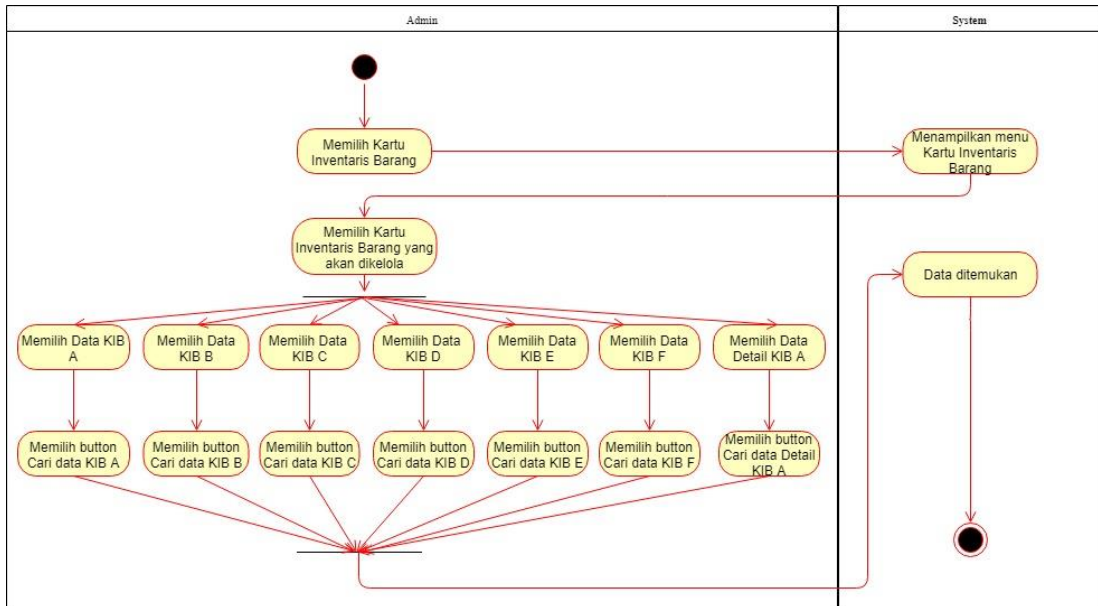 Admin
System
Memilih Kartu
Inventaris Barang
Menampilkan menu
Kartu Inventaris
Barang
Memilih Kartu
Inventaris Barang yang
akan dikelola
Data ditemukan
Memilih Data KIB
A
Memilih Data
KIB B
Memilih Data
KIB C
Memilih Data
KIB D
Memilih Data
KIB E
Memilih Data
KIB F
Memilih Data
Detail KIB A
Memilih button
Cari data KIB A
Memilih button
Cari data KIB B
Memilih button
Cari data KIB C
Memilih button
Cari data KIB D
Memilih button
Cari data KIB E
Memilih button
Cari data KIB F
Memilih button
Cari data Detail
KIB A